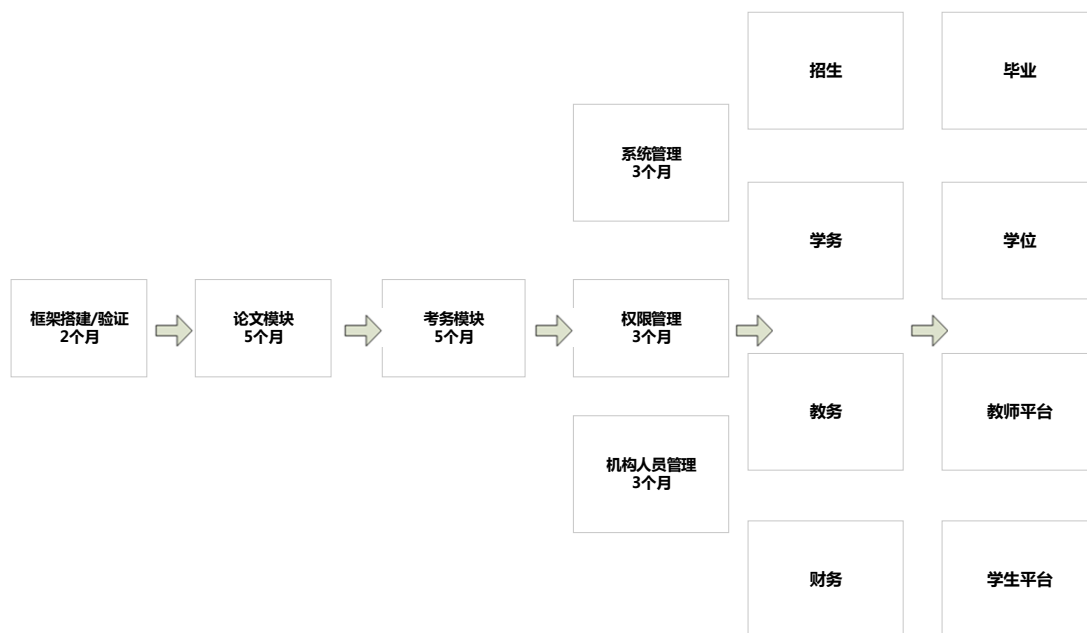 框架搭建/验证
2个月
论文模块
5个月
考务模块
5个月
系统管理
3个月
权限管理
3个月
机构人员管理
3个月
招生
学务
教务
财务
毕业
学位
教师平台
学生平台